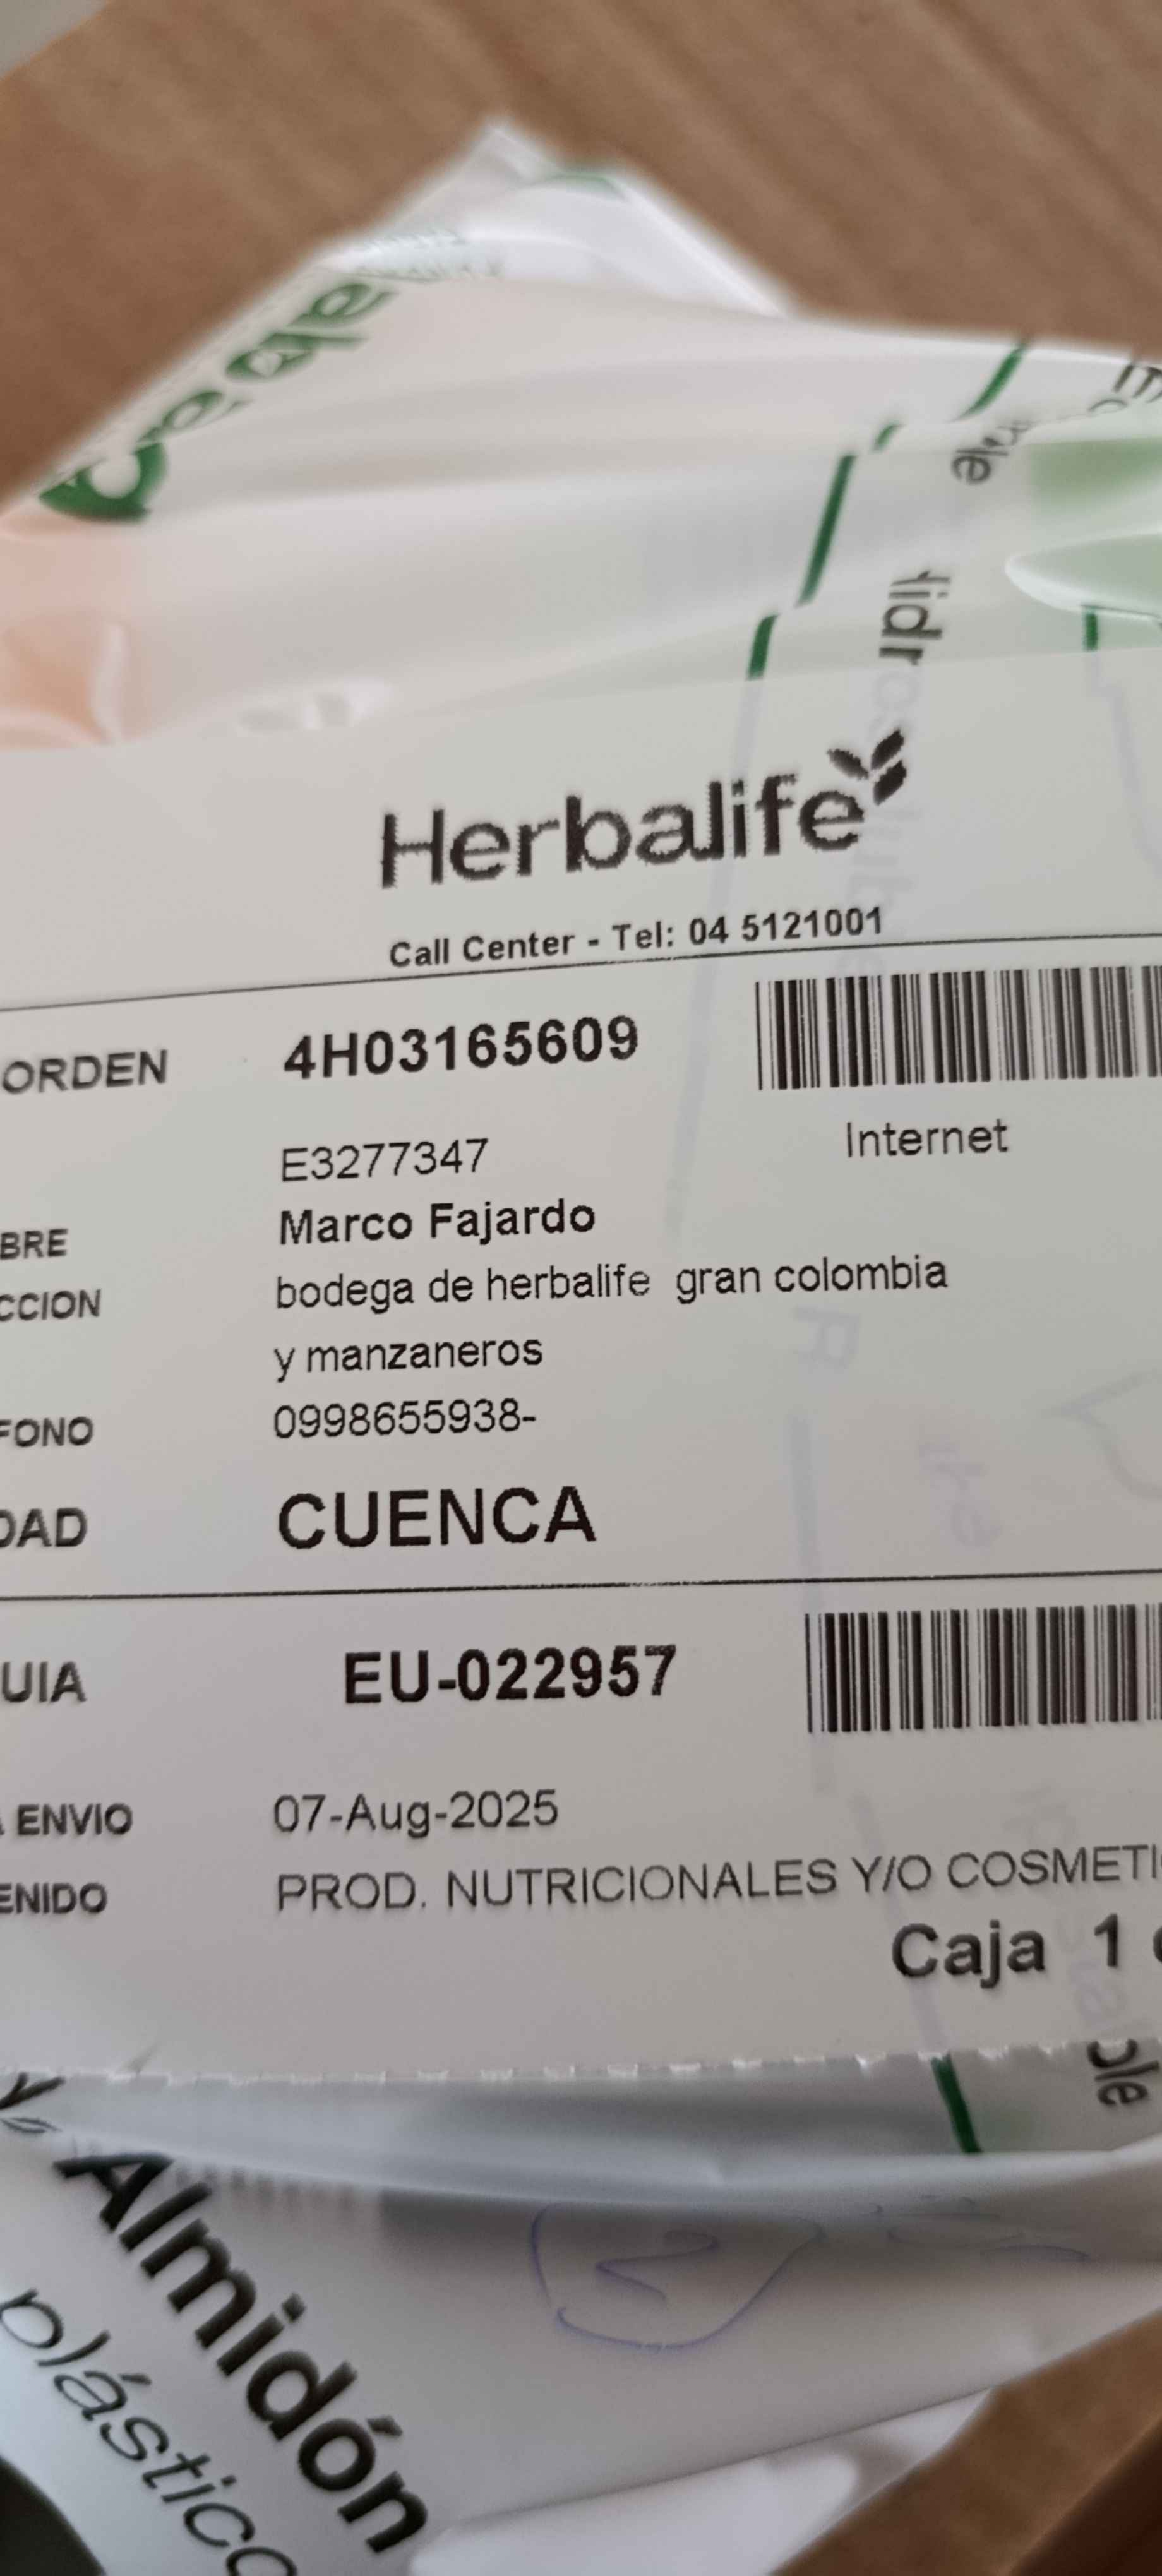 Herbalife
Call Center - Tel: 04 5121001
ORDEN 4H03165609
E3277347 Internet
BRE Marco Fajardo
CCION bodega de herbalife gran colombia
y manzaneros
FONO 0998655938-
DAD CUENCA
UIA EU-022957
ENVIO 07-Aug-2025
ENIDO PROD. NUTRICIONALES Y/O COSMETI
Caja 1
ble
y Almidón
plástico
2